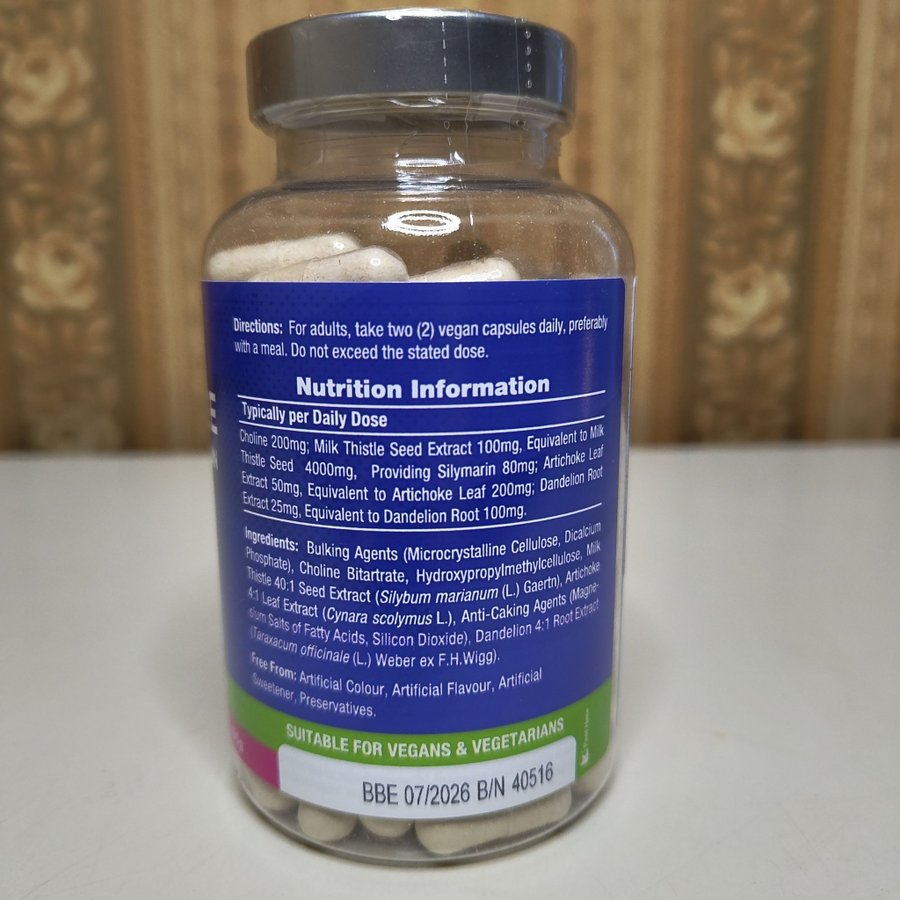 Directions: For adults, take two (2) vegan capsules daily, preferably
with a meal. Do not exceed the stated dose.
Nutrition Information
Typically per Daily Dose
Choline 200mg; Milk Thistle Seed Extract 100mg, Equivalent to Milk
Thistle Seed 4000mg, Providing Silymarin 80mg; Artichoke Leaf
Extract 50mg, Equivalent to Artichoke Leaf 200mg; Dandelion Root
Extract 25mg, Equivalent to Dandelion Root 100mg.
Ingredients: Bulking Agents (Microcrystalline Cellulose, Dicalcium
Phosphate), Choline Bitartrate, Hydroxypropylmethylcellulose, Milk
Thistle 40:1 Seed Extract (Silybum marianum (L.) Gaertn), Artichoke
4:1 Leaf Extract (Cynara scolymus L.), Anti-Caking Agents (Magne-
sium Salts of Fatty Acids, Silicon Dioxide), Dandelion 4:1 Root Extract
(Taraxacum officinale (L.) Weber ex F.H.Wigg).
Free From: Artificial Colour, Artificial Flavour, Artificial
Sweetener, Preservatives.
SUITABLE FOR VEGANS & VEGETARIANS
BBE 07/2026 B/N 40516